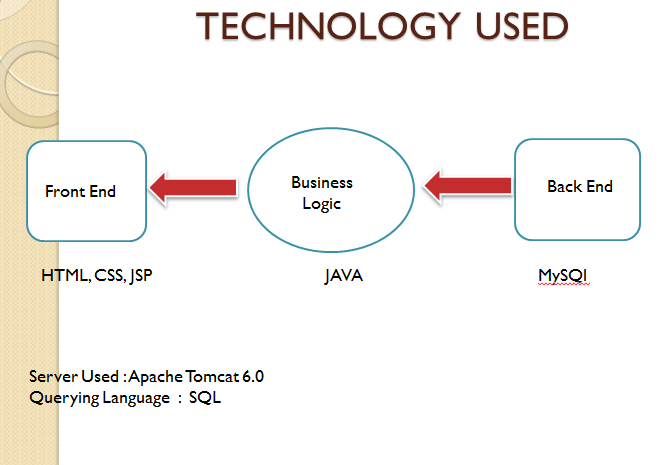 TECHNOLOGY USED
Front End
Business
Logic
Back End
HTML, CSS, JSP
JAVA
MySQl
Server Used : Apache Tomcat 6.0
Querying Language : SQL